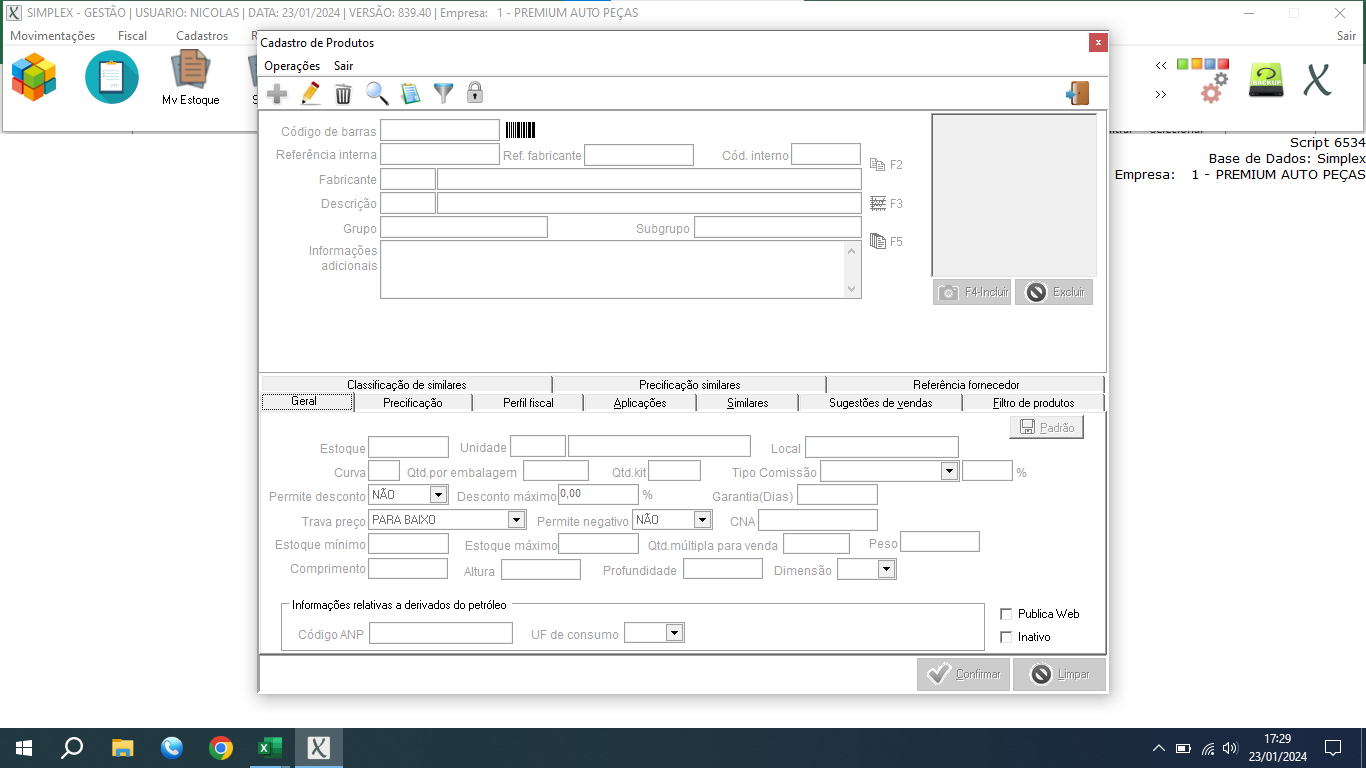 SIMPLEX - GESTÃO | USUARIO: NICOLAS | DATA: 23/01/2024 | VERSÃO: 839.40 | Empresa: 1 - PREMIUM AUTO PEÇAS
Movimentações Fiscal Cadastros Sair
Mv Estoque
<<
>>
BACKUP
Script 6534
Base de Dados: Simplex
Empresa: 1 - PREMIUM AUTO PEÇAS
Cadastro de Produtos
Operações Sair
Código de barras
Referência interna Ref. fabricante Cód. interno
F2
Fabricante
Descrição
F3
Grupo Subgrupo
F5
Informações
adicionais
F4-Incluir Excluir
Classificação de similares Precificação similares Referência fornecedor
Geral Precificação Perfil fiscal Aplicações Similares Sugestões de vendas Filtro de produtos
Padrão
Estoque Unidade Local
Curva Qtd.por embalagem Qtd.kit Tipo Comissão %
Permite desconto NÃO Desconto máximo 0,00 % Garantia(Dias)
Trava preço PARA BAIXO Permite negativo NÃO CNA
Estoque mínimo Estoque máximo Qtd.múltipla para venda Peso
Comprimento Altura Profundidade Dimensão
Informações relativas a derivados do petróleo
Código ANP UF de consumo
Publica Web
Inativo
Confirmar Limpar
17:29
23/01/2024